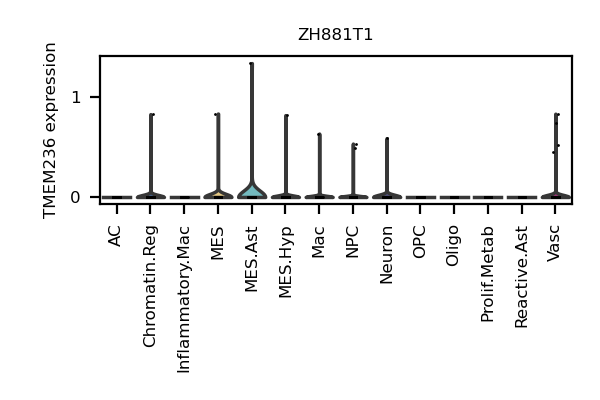 ZH881T1
TMEM236 expression
1
0
AC
Chromatin.Reg
Inflammatory.Mac
MES
MES.Ast
MES.Hyp
Mac
NPC
Neuron
OPC
Oligo
Prolif.Metab
Reactive.Ast
Vasc